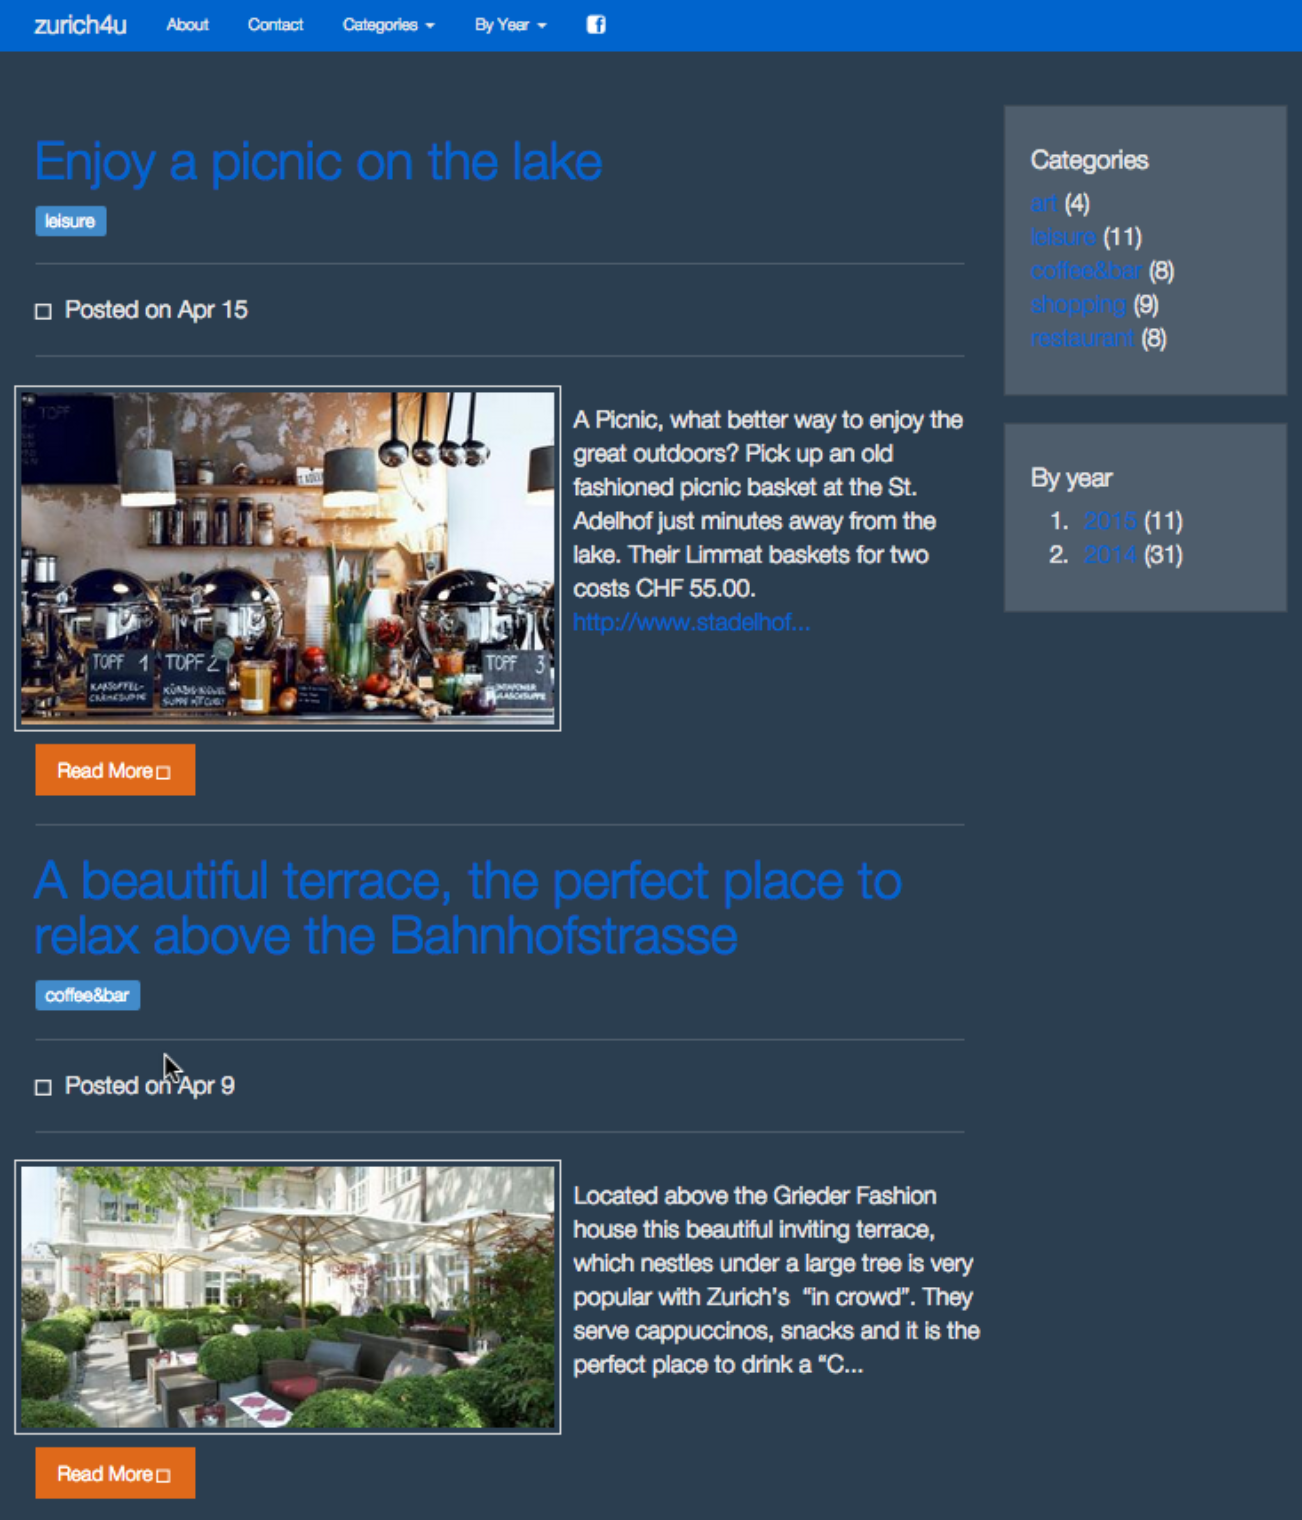 zurich4u About Contact Categories By Year
Enjoy a picnic on the lake
leisure
Posted on Apr 15
TOPF
TOPF 1 TOPF 2 TOPF 3
A Picnic, what better way to enjoy the
great outdoors? Pick up an old
fashioned picnic basket at the St.
Adelhof just minutes away from the
lake. Their Limmat baskets for two
costs CHF 55.00.
http://www.stadelhof...
Read More
A beautiful terrace, the perfect place to
relax above the Bahnhofstrasse
coffee&bar
Posted on Apr 9
Located above the Grieder Fashion
house this beautiful inviting terrace,
which nestles under a large tree is very
popular with Zurich's “in crowd”. They
serve cappuccinos, snacks and it is the
perfect place to drink a “C...
Read More
Categories
art (4)
leisure (11)
coffee&bar (8)
shopping (9)
restaurant (8)
By year
1. 2015 (11)
2. 2014 (31)